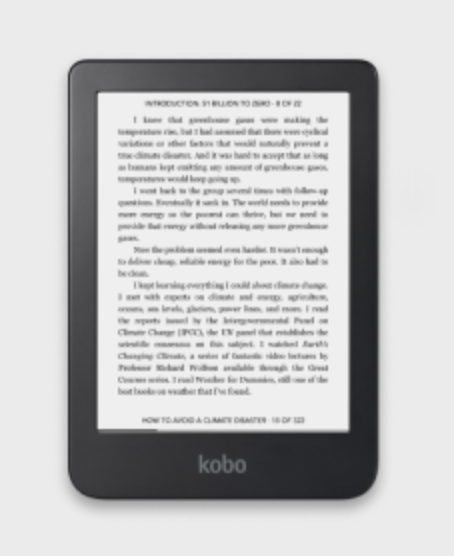 INTRODUCTION: 51 BILLION TO ZERO · 8 OF 22
I knew that greenhouse gases were making the
temperature rise, but I had assumed that there were cyclical
variations or other factors that would naturally prevent a
true climate disaster. And it was hard to accept that as long
as humans kept emitting any amount of greenhouse gases,
temperatures would keep going up.
I went back to the group several times with follow-up
questions. Eventually it sank in. The world needs to provide
more energy so the poorest can thrive, but we need to
provide that energy without releasing any more greenhouse
gases.
Now the problem seemed even harder. It wasn't enough
to deliver cheap, reliable energy for the poor. It also had to
be clean.
I kept learning everything I could about climate change.
I met with experts on climate and energy, agriculture,
oceans, sea levels, glaciers, power lines, and more. I read
the reports issued by the Intergovernmental Panel on
Climate Change (IPCC), the UN panel that establishes the
scientific consensus on this subject. I watched Earth's
Changing Climate, a series of fantastic video lectures by
Professor Richard Wolfson available through the Great
Courses series. I read Weather for Dummies, still one of the
best books on weather that I've found.
HOW TO AVOID A CLIMATE DISASTER · 16 OF 323
kobo